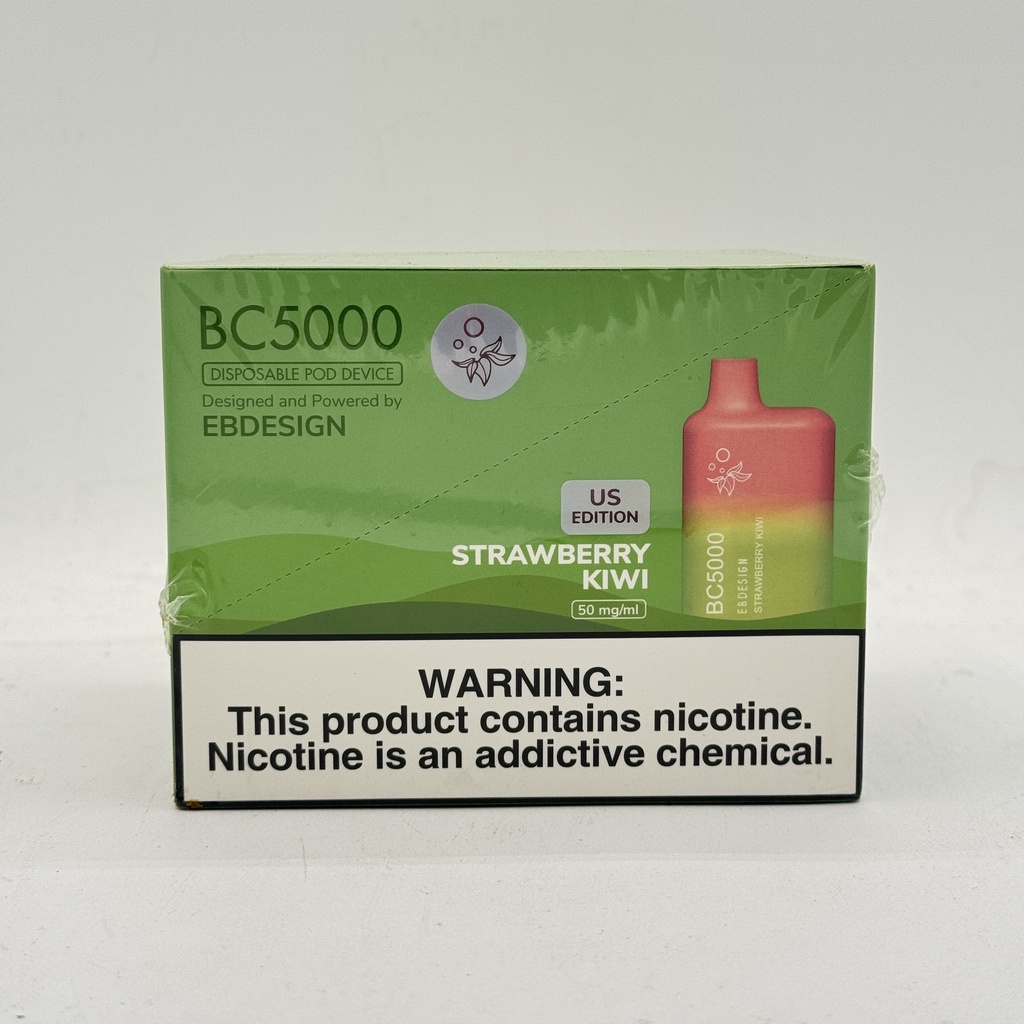 BC5000
DISPOSABLE POD DEVICE
Designed and Powered by
EBDESIGN
US
EDITION
STRAWBERRY
KIWI
50 mg/ml
BC5000
EBDESIGN
STRAWBERRY KIWI
WARNING:
This product contains nicotine.
Nicotine is an addictive chemical.